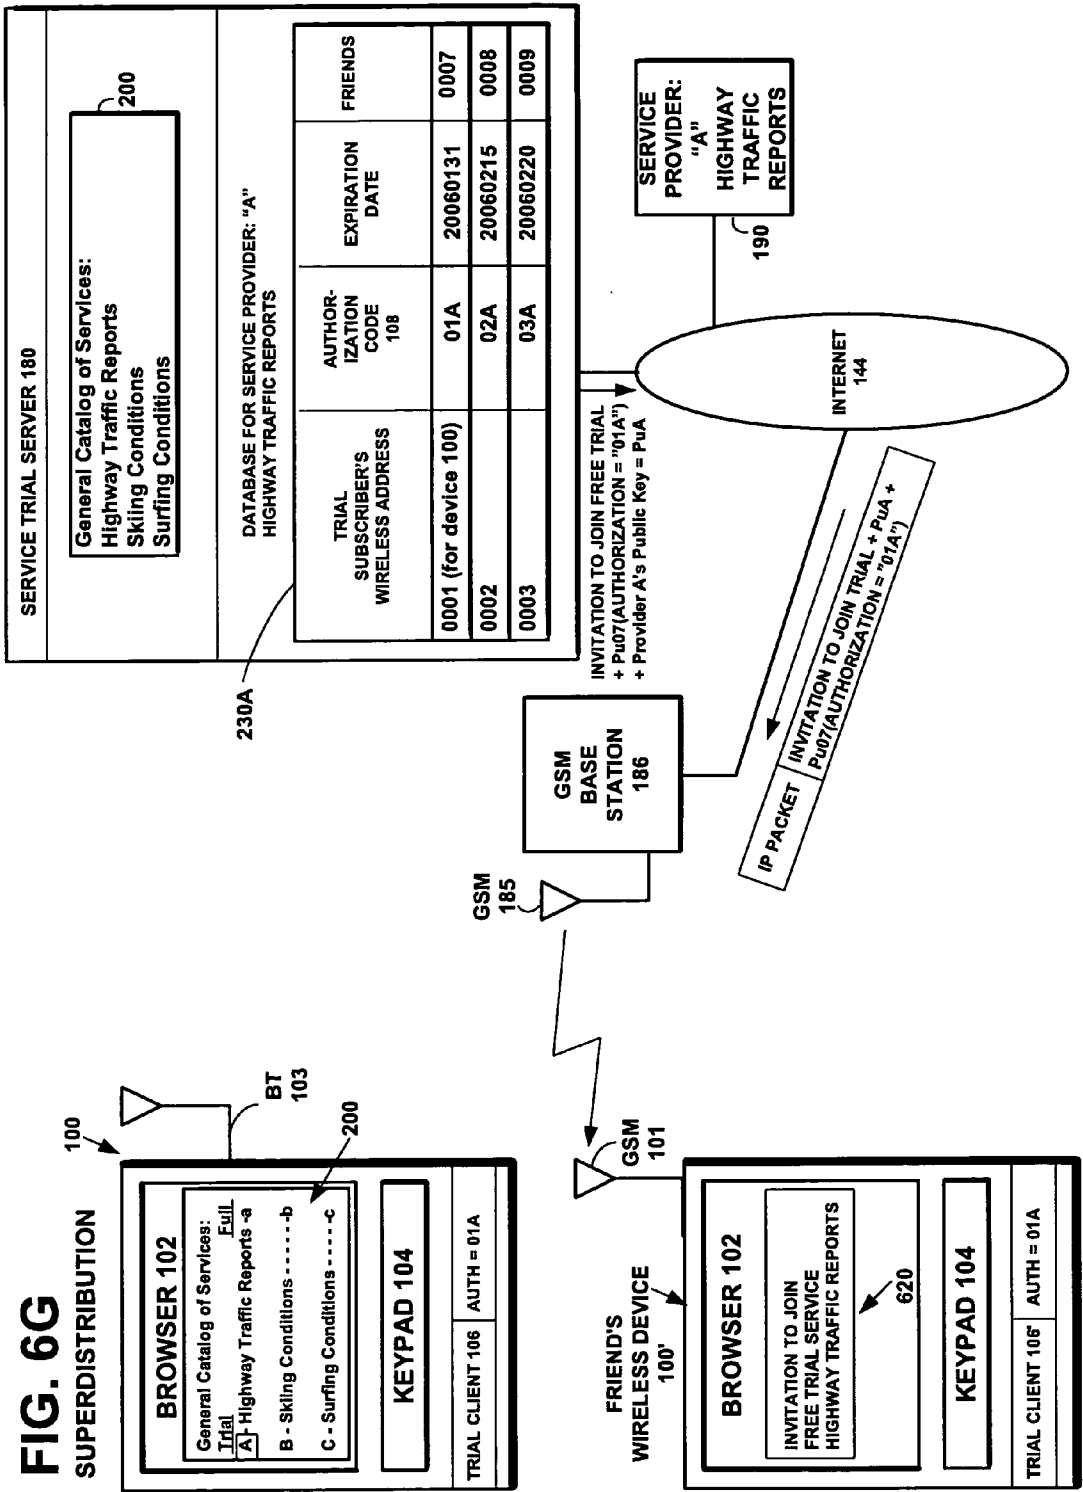 FIG. 6G
SUPERDISTRIBUTION
100
BROWSER 102
General Catalog of Services:
Trial Full
A - Highway Traffic Reports -a
B - Skiing Conditions - - - - - -b
C - Surfing Conditions - - - - -c
200
KEYPAD 104
TRIAL CLIENT 106
AUTH = 01A
BT
103
FRIEND'S
WIRELESS DEVICE
100'
BROWSER 102
INVITATION TO JOIN
FREE TRIAL SERVICE
HIGHWAY TRAFFIC REPORTS
620
KEYPAD 104
TRIAL CLIENT 106'
AUTH = 01A
GSM
101
GSM
185
GSM
BASE
STATION
186
SERVICE TRIAL SERVER 180
General Catalog of Services:
Highway Traffic Reports
Skiing Conditions
Surfing Conditions
200
DATABASE FOR SERVICE PROVIDER: "A"
HIGHWAY TRAFFIC REPORTS
230A
TRIAL
SUBSCRIBER'S
WIRELESS ADDRESS
AUTHOR-
IZATION
CODE
108
EXPIRATION
DATE
FRIENDS
0001 (for device 100) 01A 20060131 0007
0002 02A 20060215 0008
0003 03A 20060220 0009
INVITATION TO JOIN FREE TRIAL
+ Pu07(AUTHORIZATION = "01A")
+ Provider A's Public Key = PuA
INTERNET
144
IP PACKET
INVITATION TO JOIN TRIAL + PuA +
Pu07(AUTHORIZATION = "01A")
SERVICE
PROVIDER:
"A"
HIGHWAY
TRAFFIC
REPORTS
190